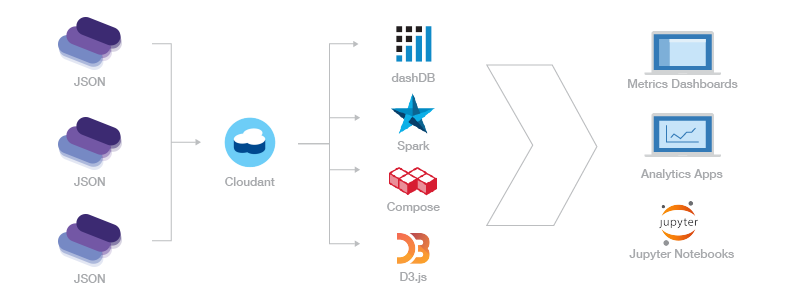 JSON
JSON
JSON
Cloudant
dashDB
Spark
Compose
D3.js
Metrics Dashboards
Analytics Apps
jupyter
Jupyter Notebooks